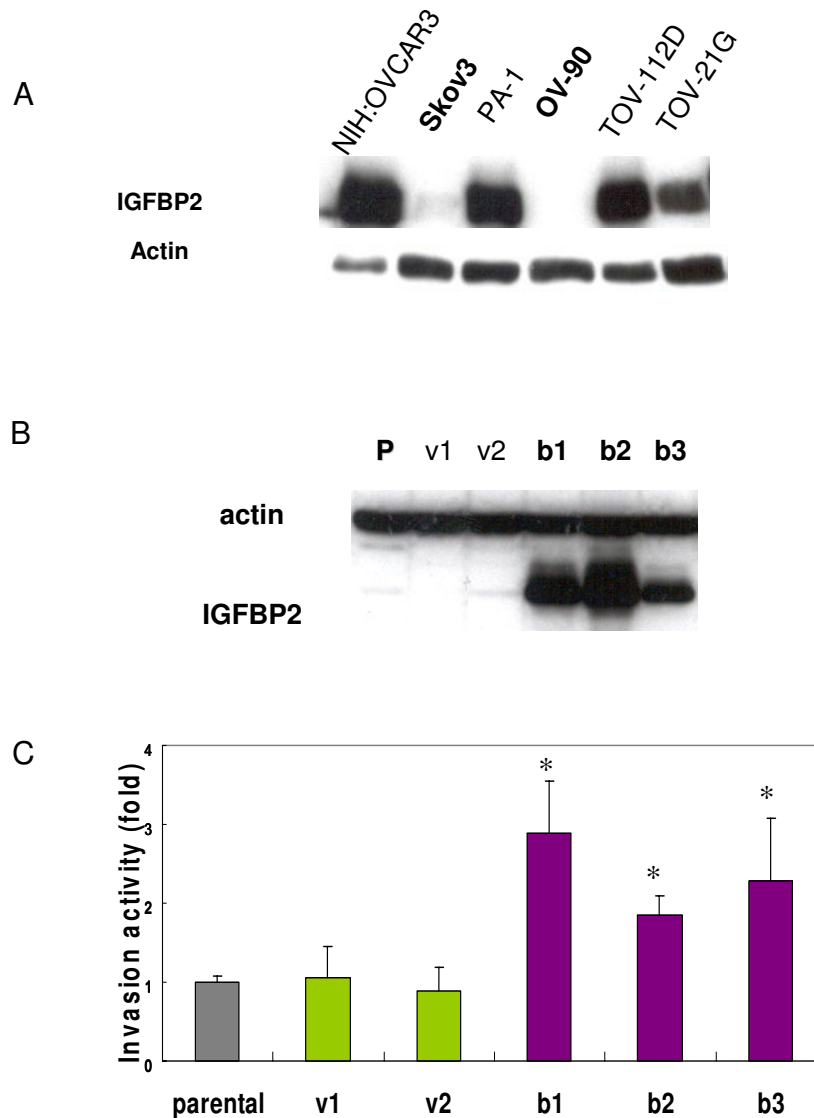 A
NIH:OVCAR3 Skov3 PA-1 OV-90 TOV-112D TOV-21G
IGFBP2
Actin
B
P v1 v2 b1 b2 b3
actin
IGFBP2
C
Invasion activity (fold)
4
3
2
1
0
* * *
parental v1 v2 b1 b2 b3